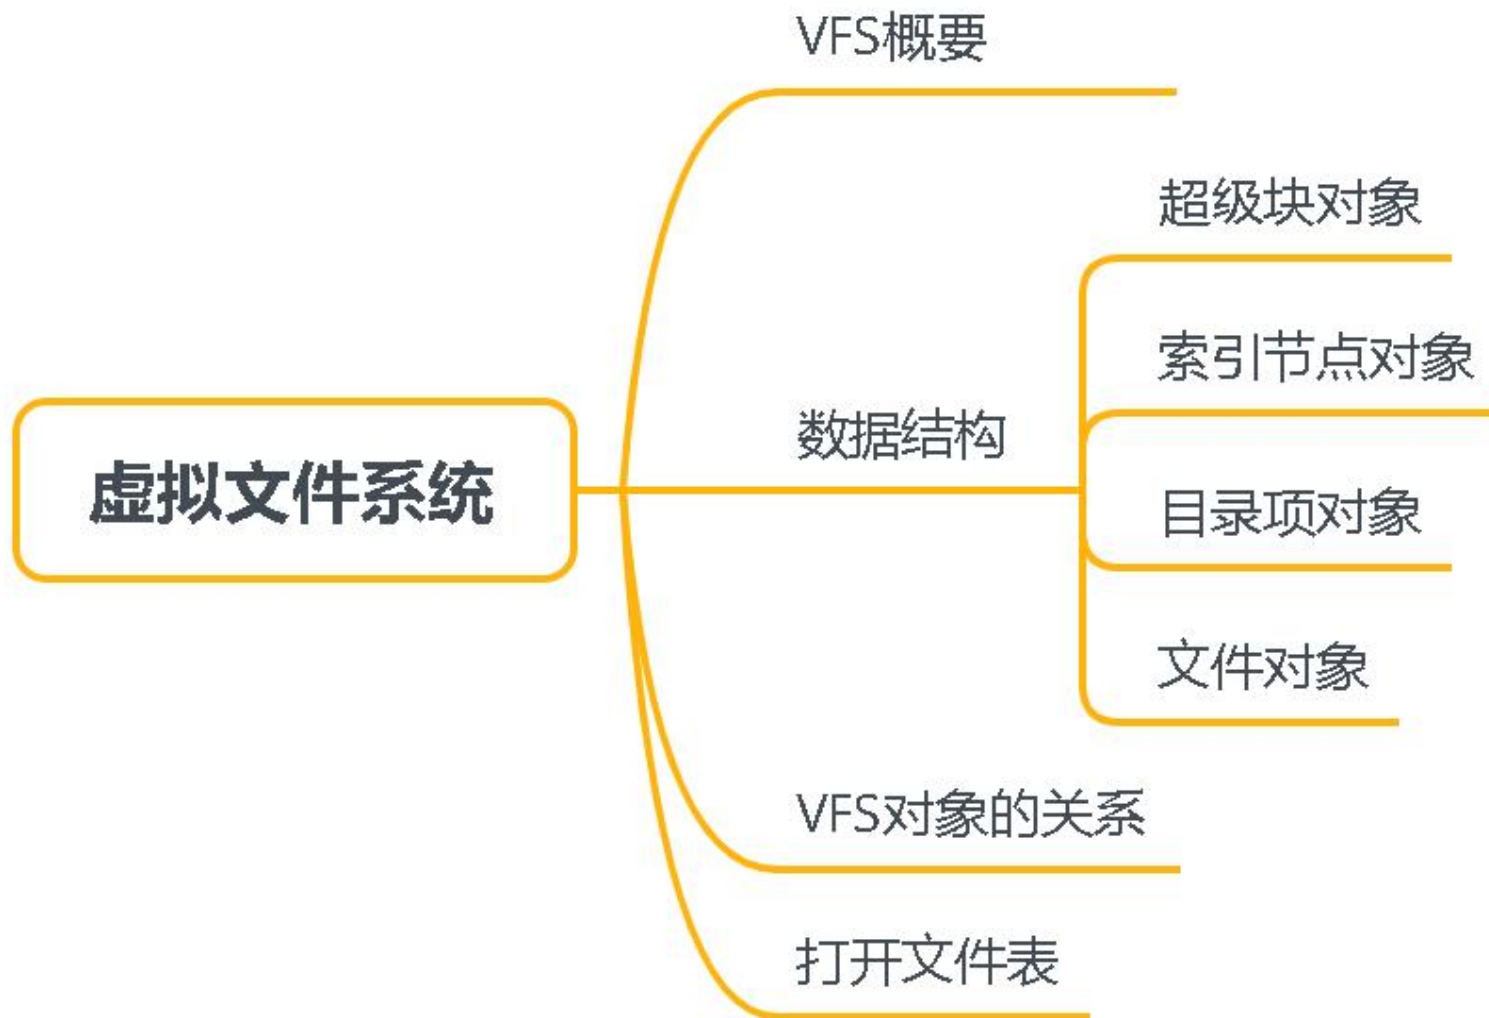 虚拟文件系统
VFS概要
数据结构
超级块对象
索引节点对象
目录项对象
文件对象
VFS对象的关系
打开文件表